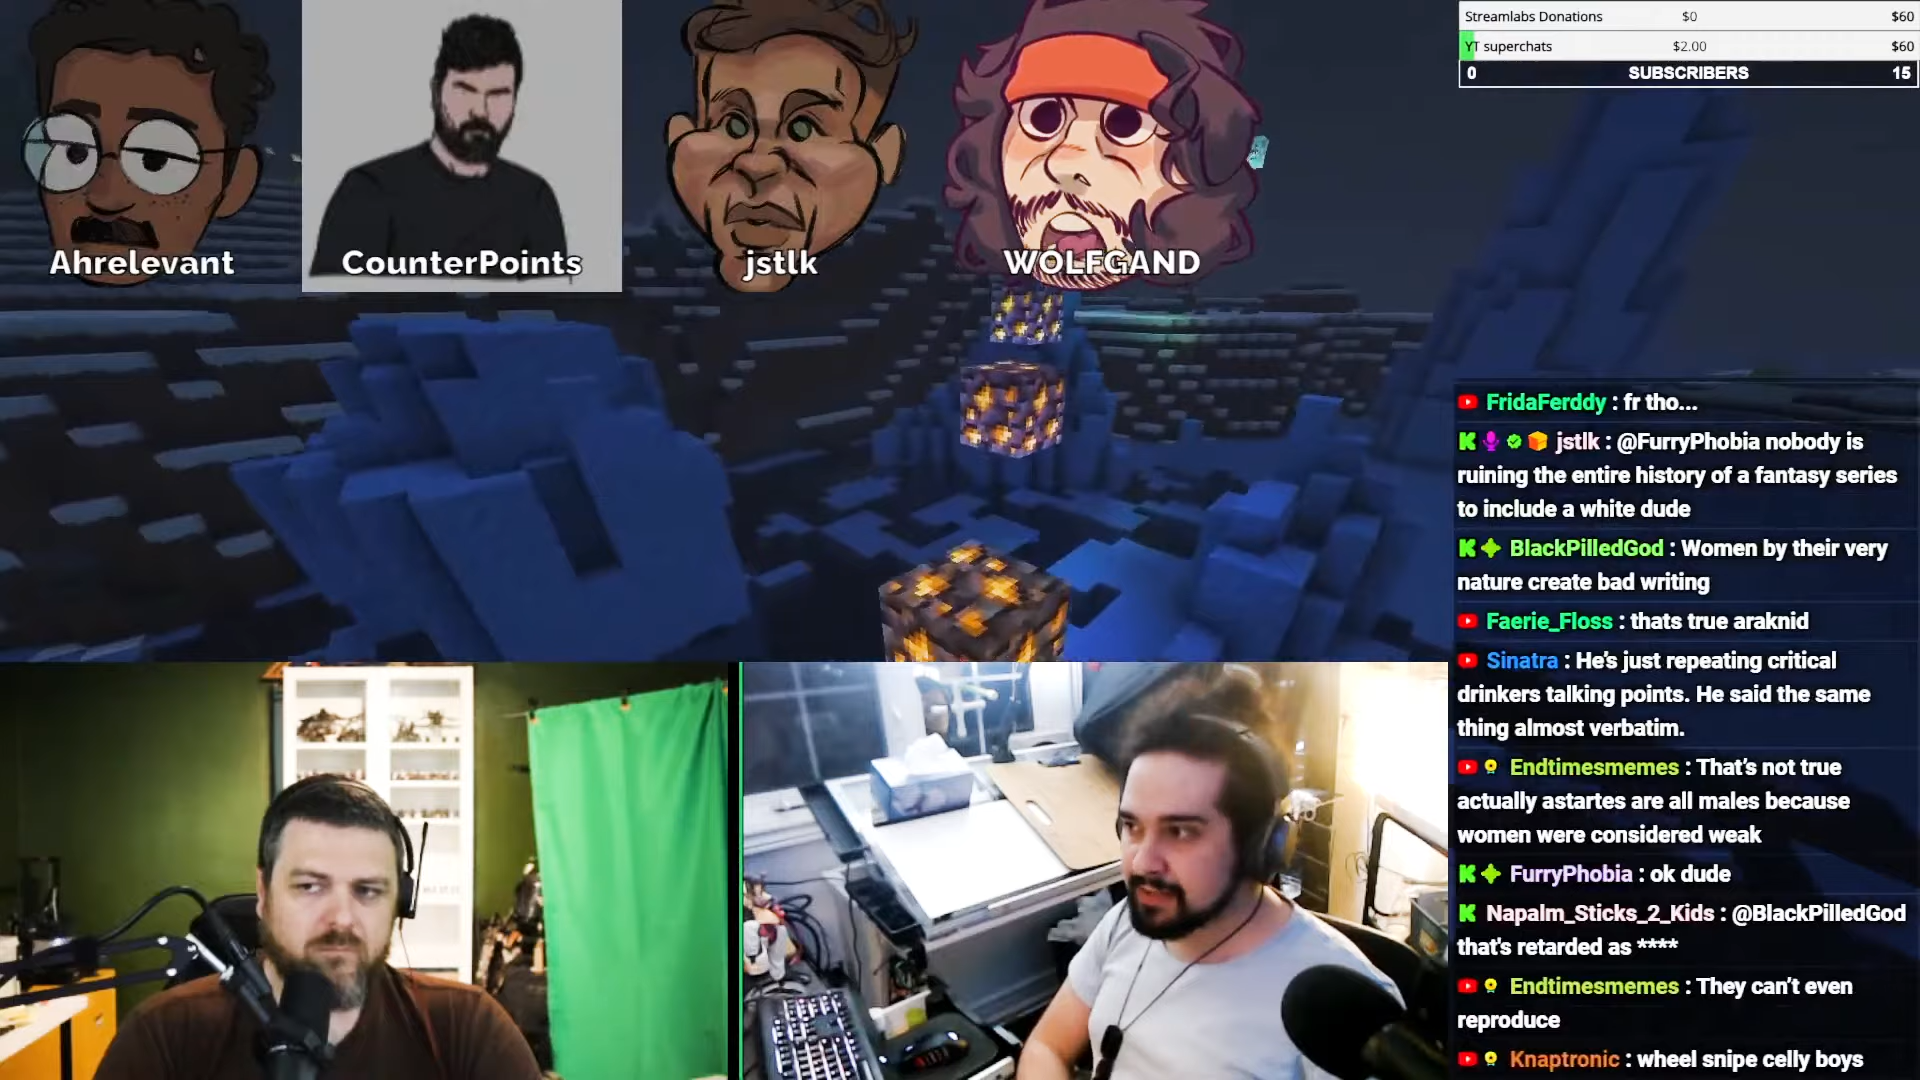 Streamlabs Donations $0 $60
YT superchats $2.00 $60
0 SUBSCRIBERS 15
Ahrelevant
CounterPoints
jstlk
WOLFGAND
FridaFerddy : fr tho...
jstlk : @FurryPhobia nobody is
ruining the entire history of a fantasy series
to include a white dude
BlackPilledGod : Women by their very
nature create bad writing
Faerie_Floss : thats true araknid
Sinatra : He's just repeating critical
drinkers talking points. He said the same
thing almost verbatim.
Endtimesmemes : That's not true
actually astartes are all males because
women were considered weak
FurryPhobia : ok dude
Napalm_Sticks_2_Kids : @BlackPilledGod
that's retarded as ****
Endtimesmemes : They can't even
reproduce
Knaptronic : wheel snipe celly boys